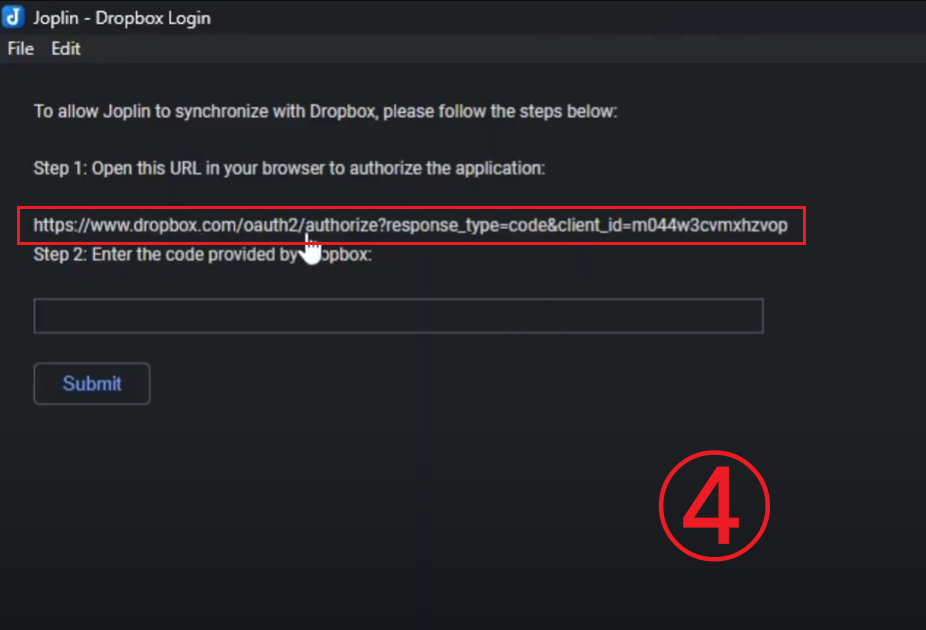 Joplin - Dropbox Login
File Edit
To allow Joplin to synchronize with Dropbox, please follow the steps below:
Step 1: Open this URL in your browser to authorize the application:
https://www.dropbox.com/oauth2/authorize?response_type=code&client_id=m044w3cvmxhzvop
Step 2: Enter the code provided by Dropbox:
Submit
4